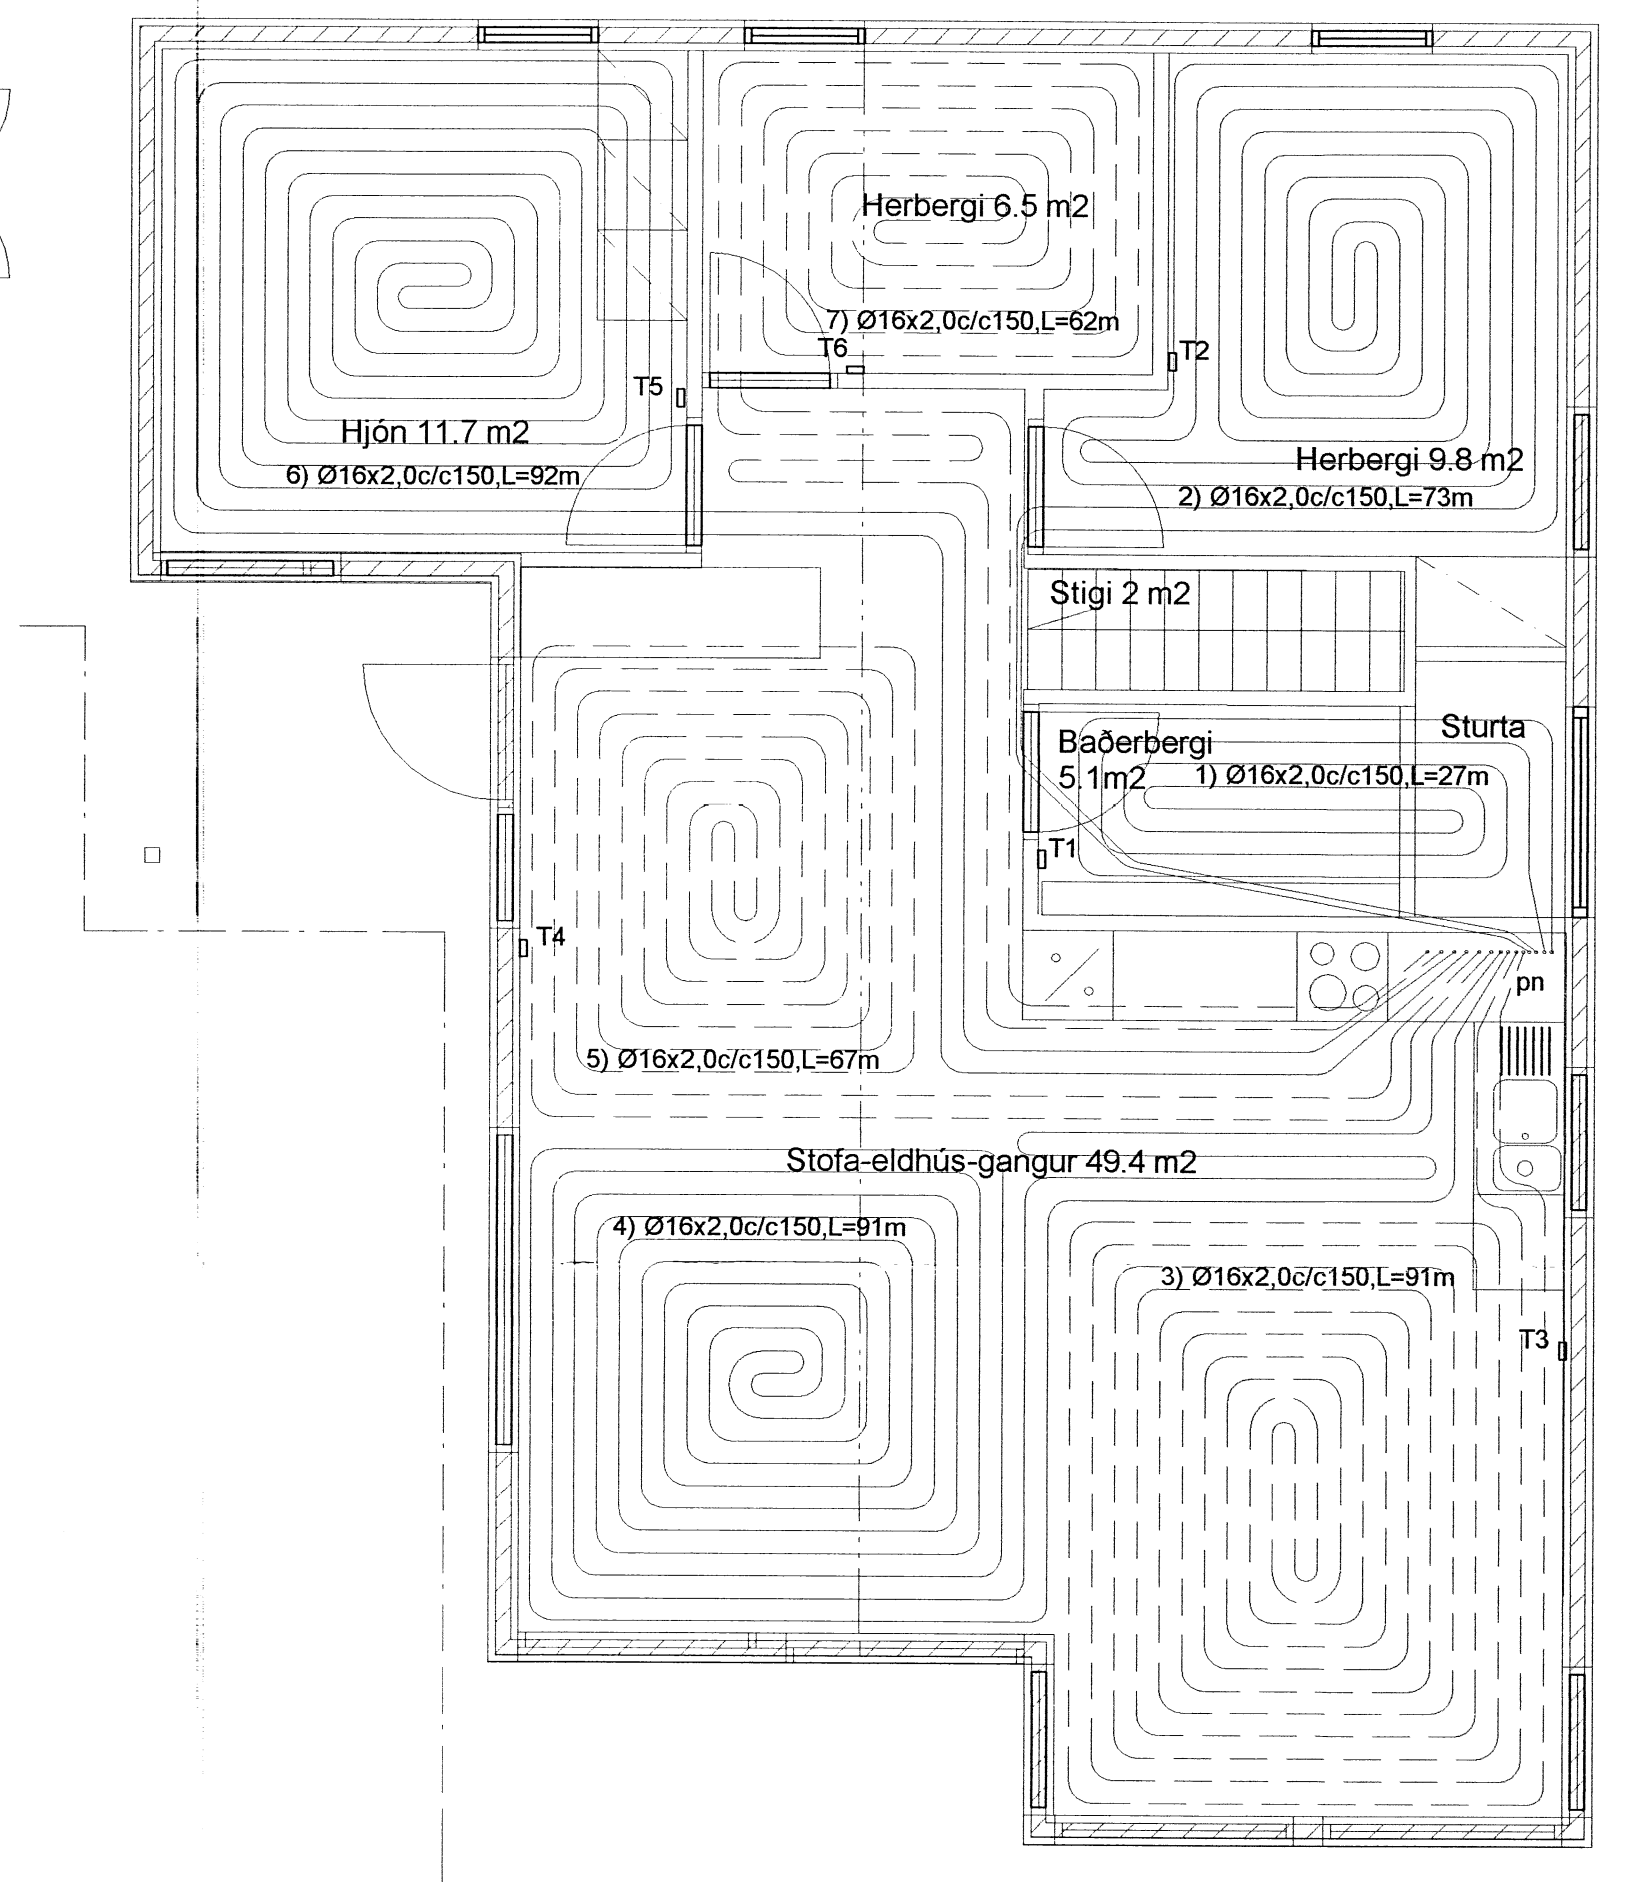 Herbergi 6.5 m2
7) Ø16x2,0c/c150,L=62m
T6
T2
T5
Hjón 11.7 m2
6) Ø16x2,0c/c150,L=92m
Herbergi 9.8 m2
2) Ø16x2,0c/c150,L=73m
Stigi 2 m2
Sturta
Baðerbergi
5.1m2
1) Ø16x2,0c/c150,L=27m
T1
T4
pn
5) Ø16x2,0c/c150,L=67m
Stofa-eldhús-gangur 49.4 m2
4) Ø16x2,0c/c150,L=91m
3) Ø16x2,0c/c150,L=91m
T3